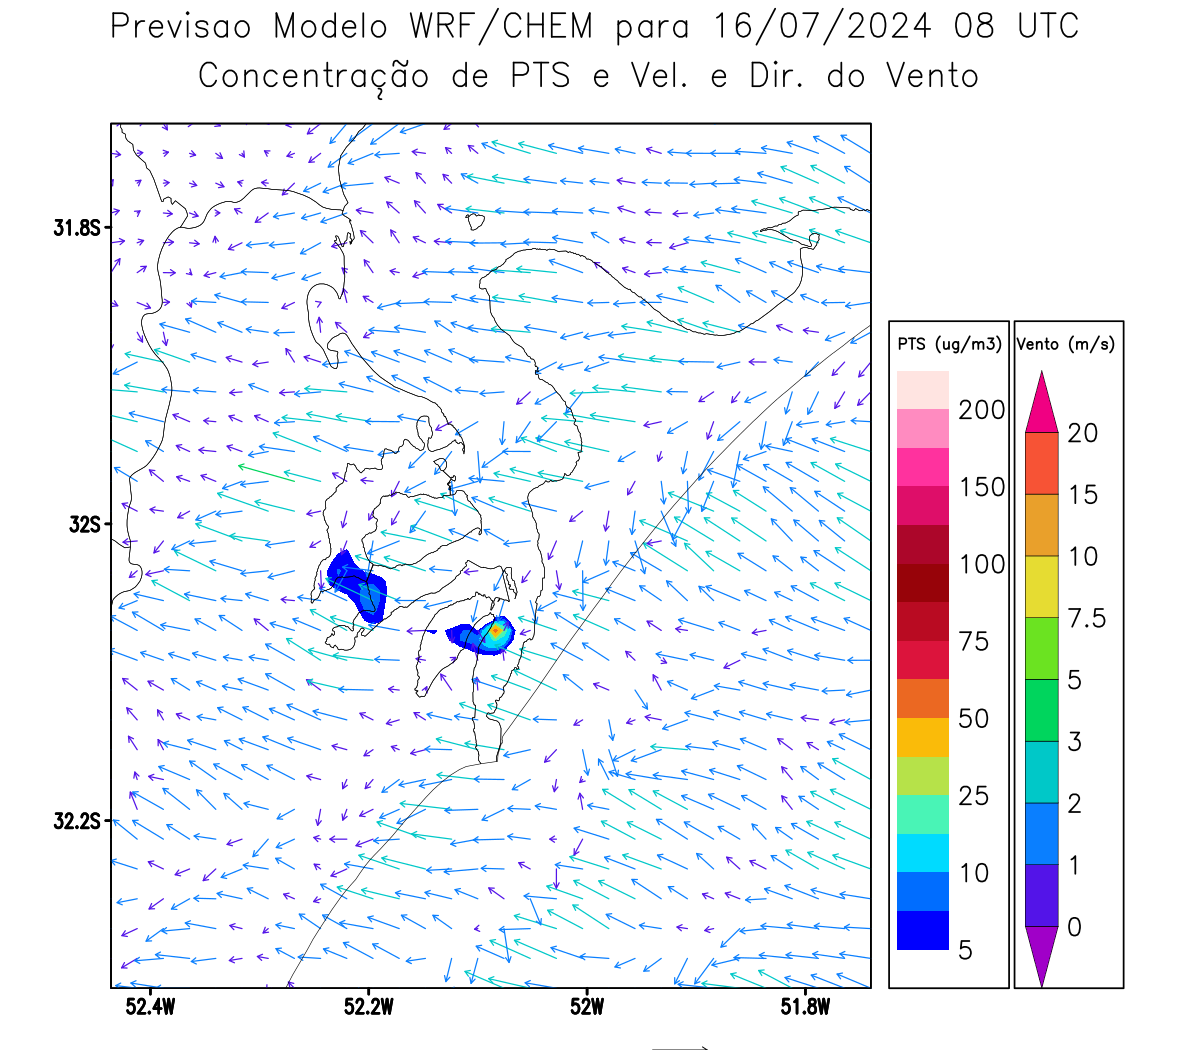 Previsao Modelo WRF/CHEM para 16/07/2024 08 UTC
Concentração de PTS e Vel. e Dir. do Vento
31.8S
32S
32.2S
52.4W 52.2W 52W 51.8W
PTS (ug/m3)
200
150
100
75
50
25
10
5
Vento (m/s)
20
15
10
7.5
5
3
2
1
0